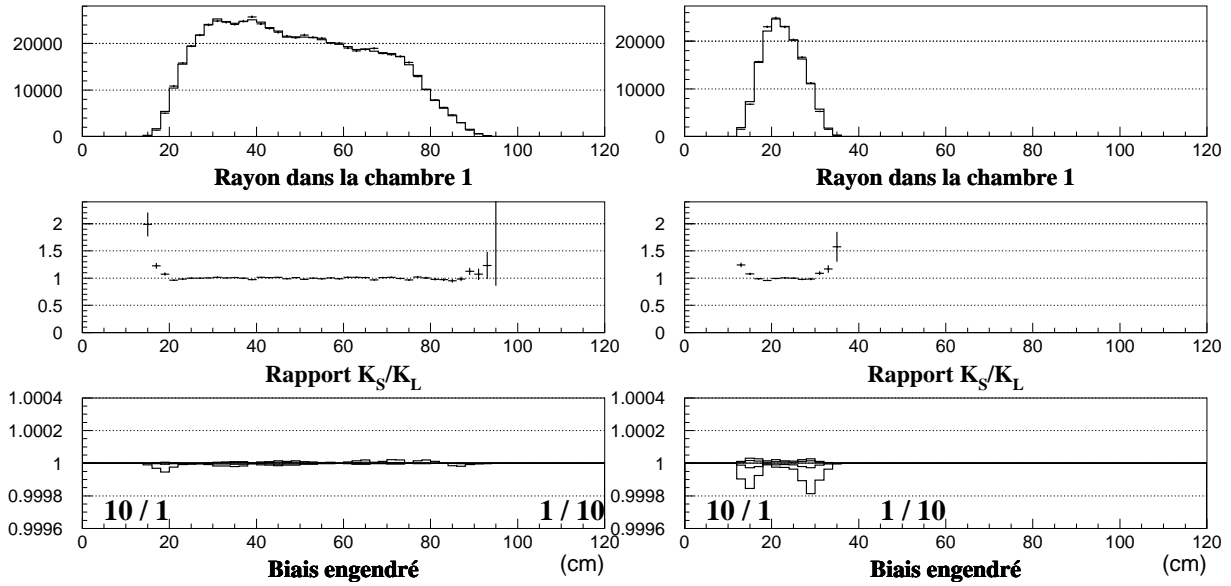 20000
10000
0
0 20 40 60 80 100 120
Rayon dans la chambre 1
20000
10000
0
0 20 40 60 80 100 120
Rayon dans la chambre 1
2
1.5
1
0.5
0
0 20 40 60 80 100 120
Rapport K_S/K_L
2
1.5
1
0.5
0
0 20 40 60 80 100 120
Rapport K_S/K_L
1.0004
1.0002
1
0.9998
0.9996
10 / 1 1 / 10
0 20 40 60 80 100 120
Biais engendré (cm)
1.0004
1.0002
1
0.9998
0.9996
10 / 1 1 / 10
0 20 40 60 80 100 120
Biais engendré (cm)